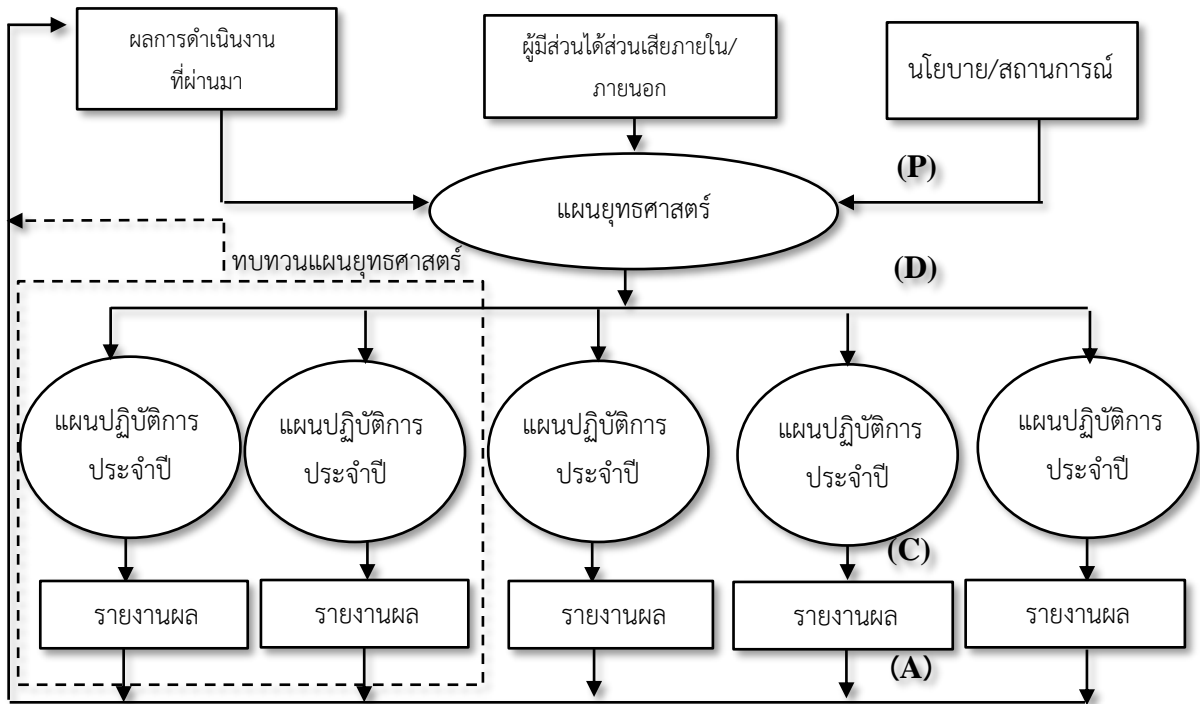 ผลการดำเนินงาน
ที่ผ่านมา
ผู้มีส่วนได้ส่วนเสียภายใน/
ภายนอก
นโยบาย/สถานการณ์
(P)
แผนยุทธศาสตร์
ทบทวนแผนยุทธศาสตร์
(D)
แผนปฏิบัติการ
ประจำปี
แผนปฏิบัติการ
ประจำปี
แผนปฏิบัติการ
ประจำปี
แผนปฏิบัติการ
ประจำปี
แผนปฏิบัติการ
ประจำปี
(C)
รายงานผล
รายงานผล
รายงานผล
รายงานผล
รายงานผล
(A)